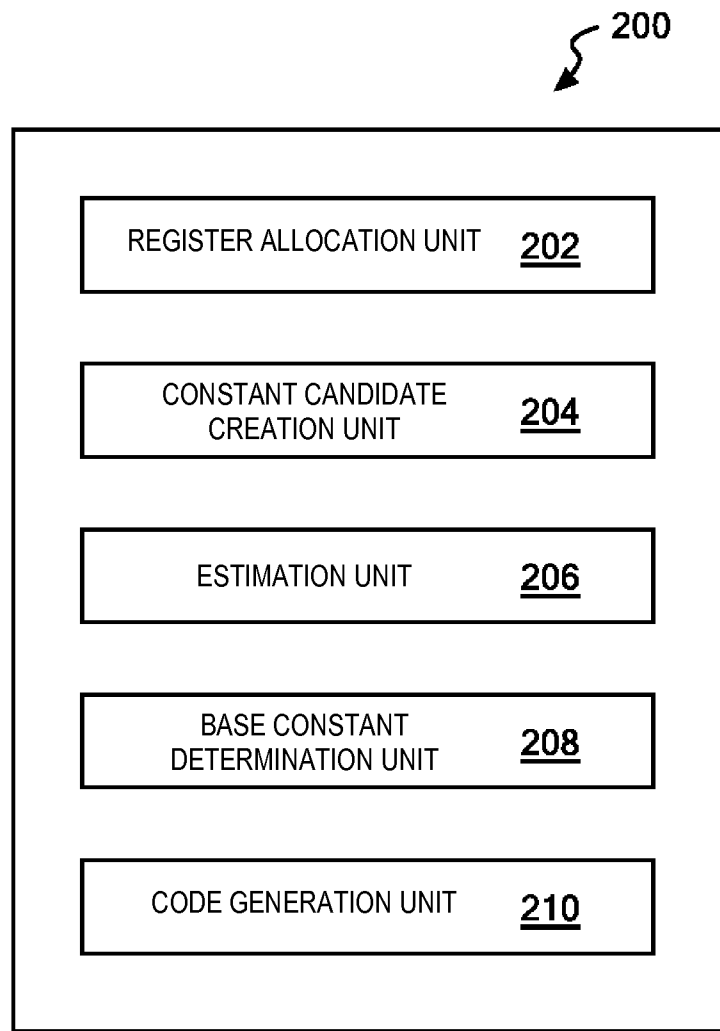 200
REGISTER ALLOCATION UNIT 202
CONSTANT CANDIDATE
CREATION UNIT 204
ESTIMATION UNIT 206
BASE CONSTANT
DETERMINATION UNIT 208
CODE GENERATION UNIT 210